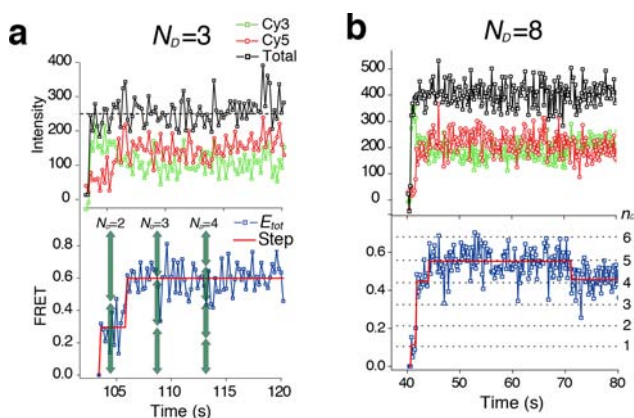 a
N_D=3
Cy3
Cy5
Total
400
300
200
100
0
Intensity
N_D=2
N_D=3
N_D=4
E_tot
Step
0.8
0.6
0.4
0.2
0.0
FRET
105
110
115
120
Time (s)
b
N_D=8
500
400
300
200
100
0
0.6
0.4
0.2
0.0
6
5
4
3
2
1
40
50
60
70
80
Time (s)